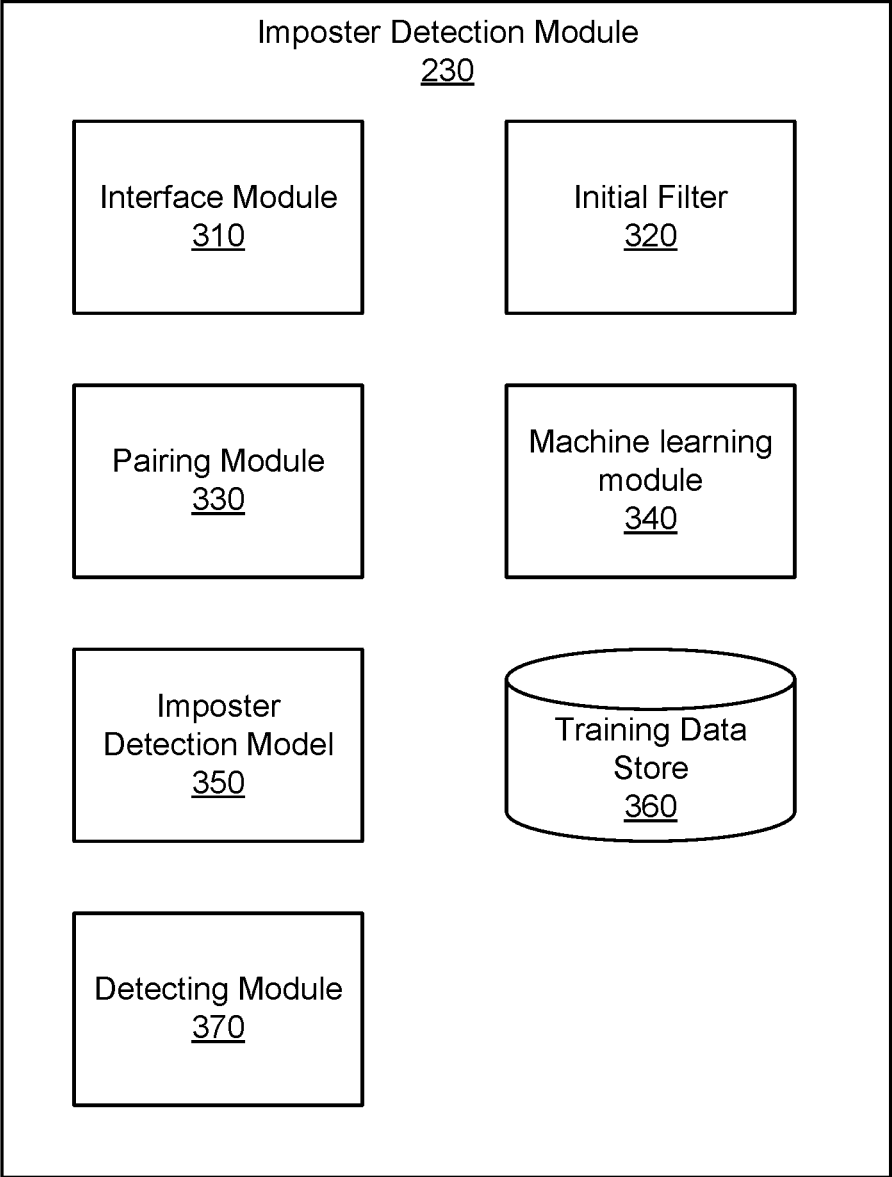 Imposter Detection Module
230
Interface Module
310
Initial Filter
320
Pairing Module
330
Machine learning
module
340
Imposter
Detection Model
350
Training Data
Store
360
Detecting Module
370